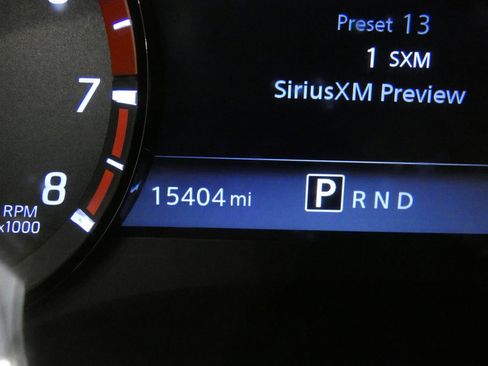 Preset 13
1 SXM
SiriusXM Preview
7
8
RPM
x1000
15404 mi
P R N D